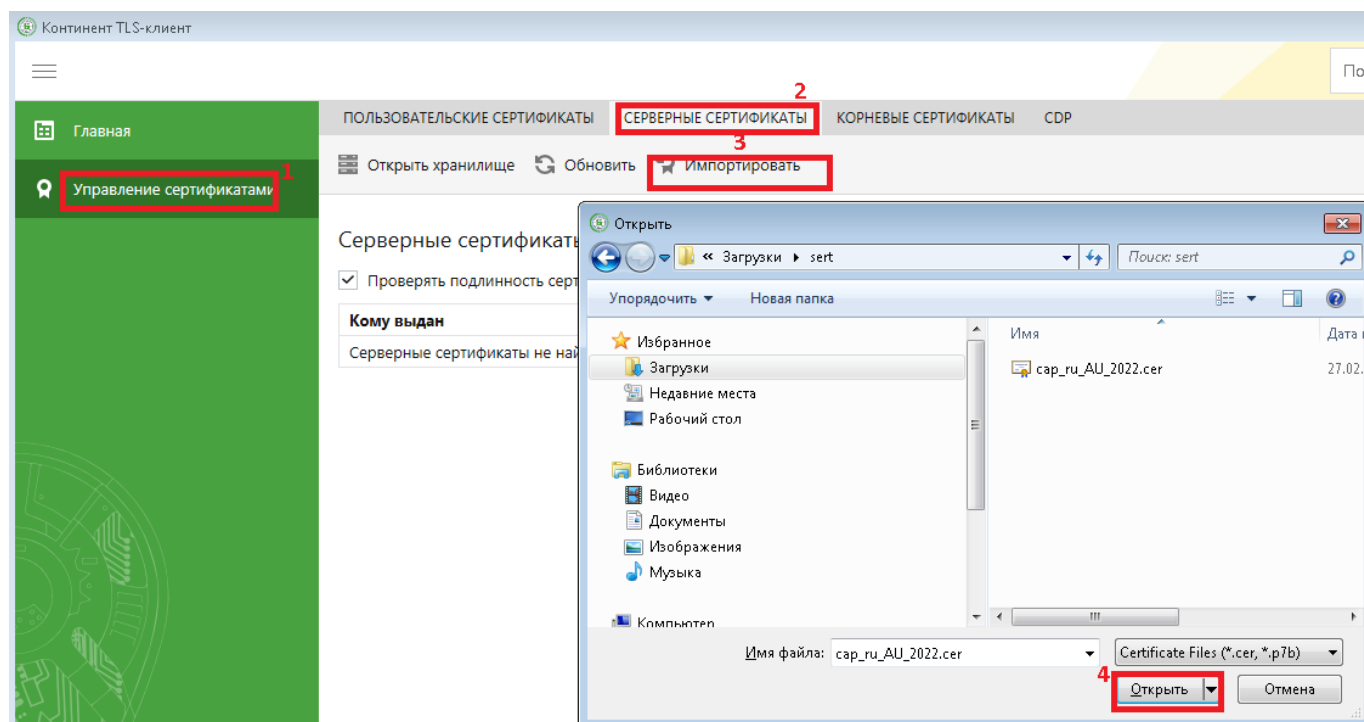 Континент TLS-клиент
По
2
Главная
ПОЛЬЗОВАТЕЛЬСКИЕ СЕРТИФИКАТЫ СЕРВЕРНЫЕ СЕРТИФИКАТЫ КОРНЕВЫЕ СЕРТИФИКАТЫ CDP
3
Открыть хранилище Обновить Импортировать
1
Управление сертификатами
Открыть
Серверные сертификаты
« Загрузки sert
Поиск: sert
Проверять подлинность серт
Упорядочить Новая папка
Кому выдан
Серверные сертификаты не най
Избранное
Загрузки
Недавние места
Рабочий стол
Библиотеки
Видео
Документы
Изображения
Музыка
Компьютер
Имя Дата
cap_ru_AU_2022.cer 27.02.
Имя файла: cap_ru_AU_2022.cer Certificate Files (*.cer, *.p7b)
4
Открыть Отмена